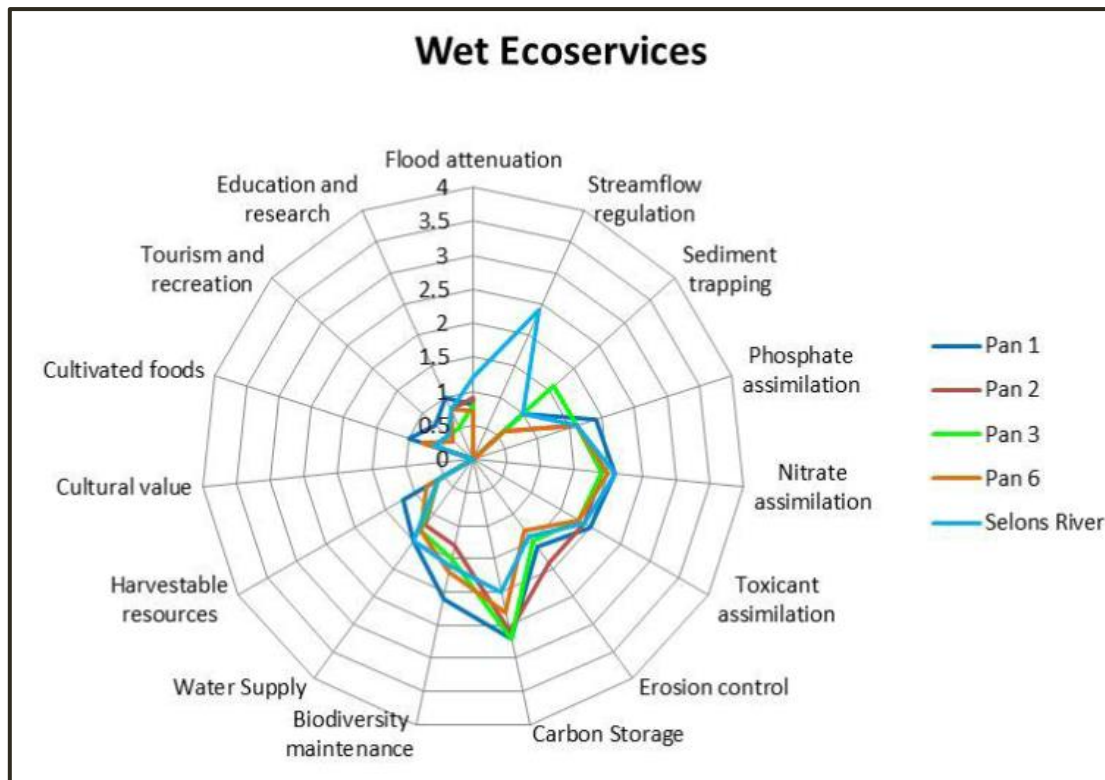 Wet Ecoservices
Flood attenuation
Streamflow
regulation
Sediment
trapping
Phosphate
assimilation
Nitrate
assimilation
Toxicant
assimilation
Erosion control
Carbon Storage
Biodiversity
maintenance
Water Supply
Harvestable
resources
Cultural value
Cultivated foods
Tourism and
recreation
Education and
research
4
3.5
3
2.5
2
1.5
1
0.5
0
Pan 1
Pan 2
Pan 3
Pan 6
Selons River